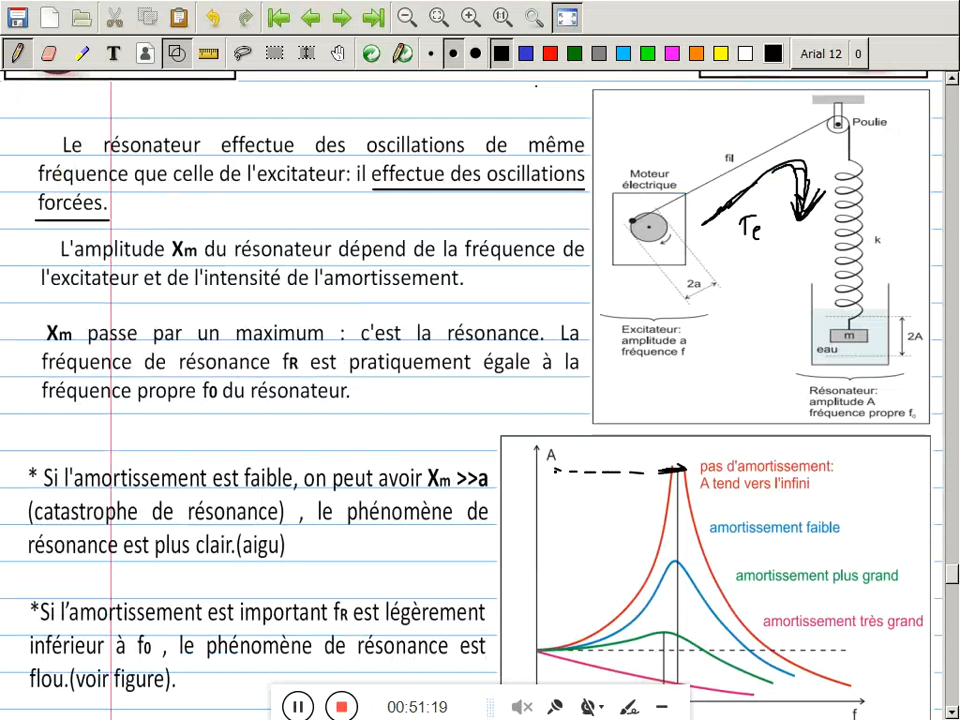 T
Arial 12 0
Le résonateur effectue des oscillations de même
fréquence que celle de l'excitateur: il effectue des oscillations
forcées.
L'amplitude Xm du résonateur dépend de la fréquence de
l'excitateur et de l'intensité de l'amortissement.
Xm passe par un maximum : c'est la résonance. La
fréquence de résonance fR est pratiquement égale à la
fréquence propre f0 du résonateur.
* Si l'amortissement est faible, on peut avoir Xm >>a
(catastrophe de résonance) , le phénomène de
résonance est plus clair.(aigu)
*Si l'amortissement est important fR est légèrement
inférieur à f0 , le phénomène de résonance est
flou.(voir figure).
Poulie
fil
Moteur
électrique
Te
k
2a
Excitateur:
amplitude a
fréquence f
m
2A
eau
Résonateur:
amplitude A
fréquence propre f0
A
pas d'amortissement:
A tend vers l'infini
amortissement faible
amortissement plus grand
amortissement très grand
f
00:51:19